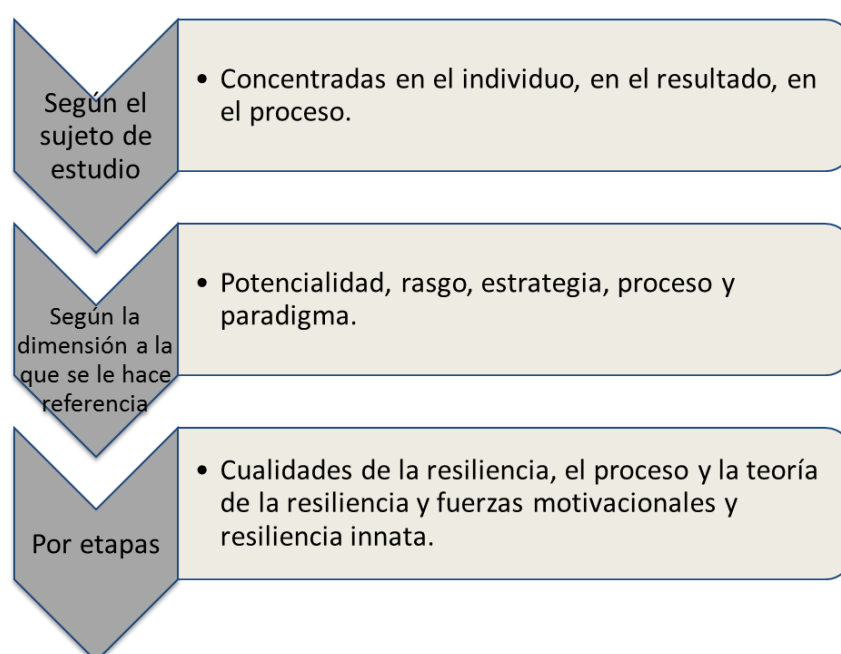 Según el
sujeto de
estudio
• Concentradas en el individuo, en el resultado, en
el proceso.
Según la
dimensión a la
que se le hace
referencia
• Potencialidad, rasgo, estrategia, proceso y
paradigma.
Por etapas
• Cualidades de la resiliencia, el proceso y la teoría
de la resiliencia y fuerzas motivacionales y
resiliencia innata.